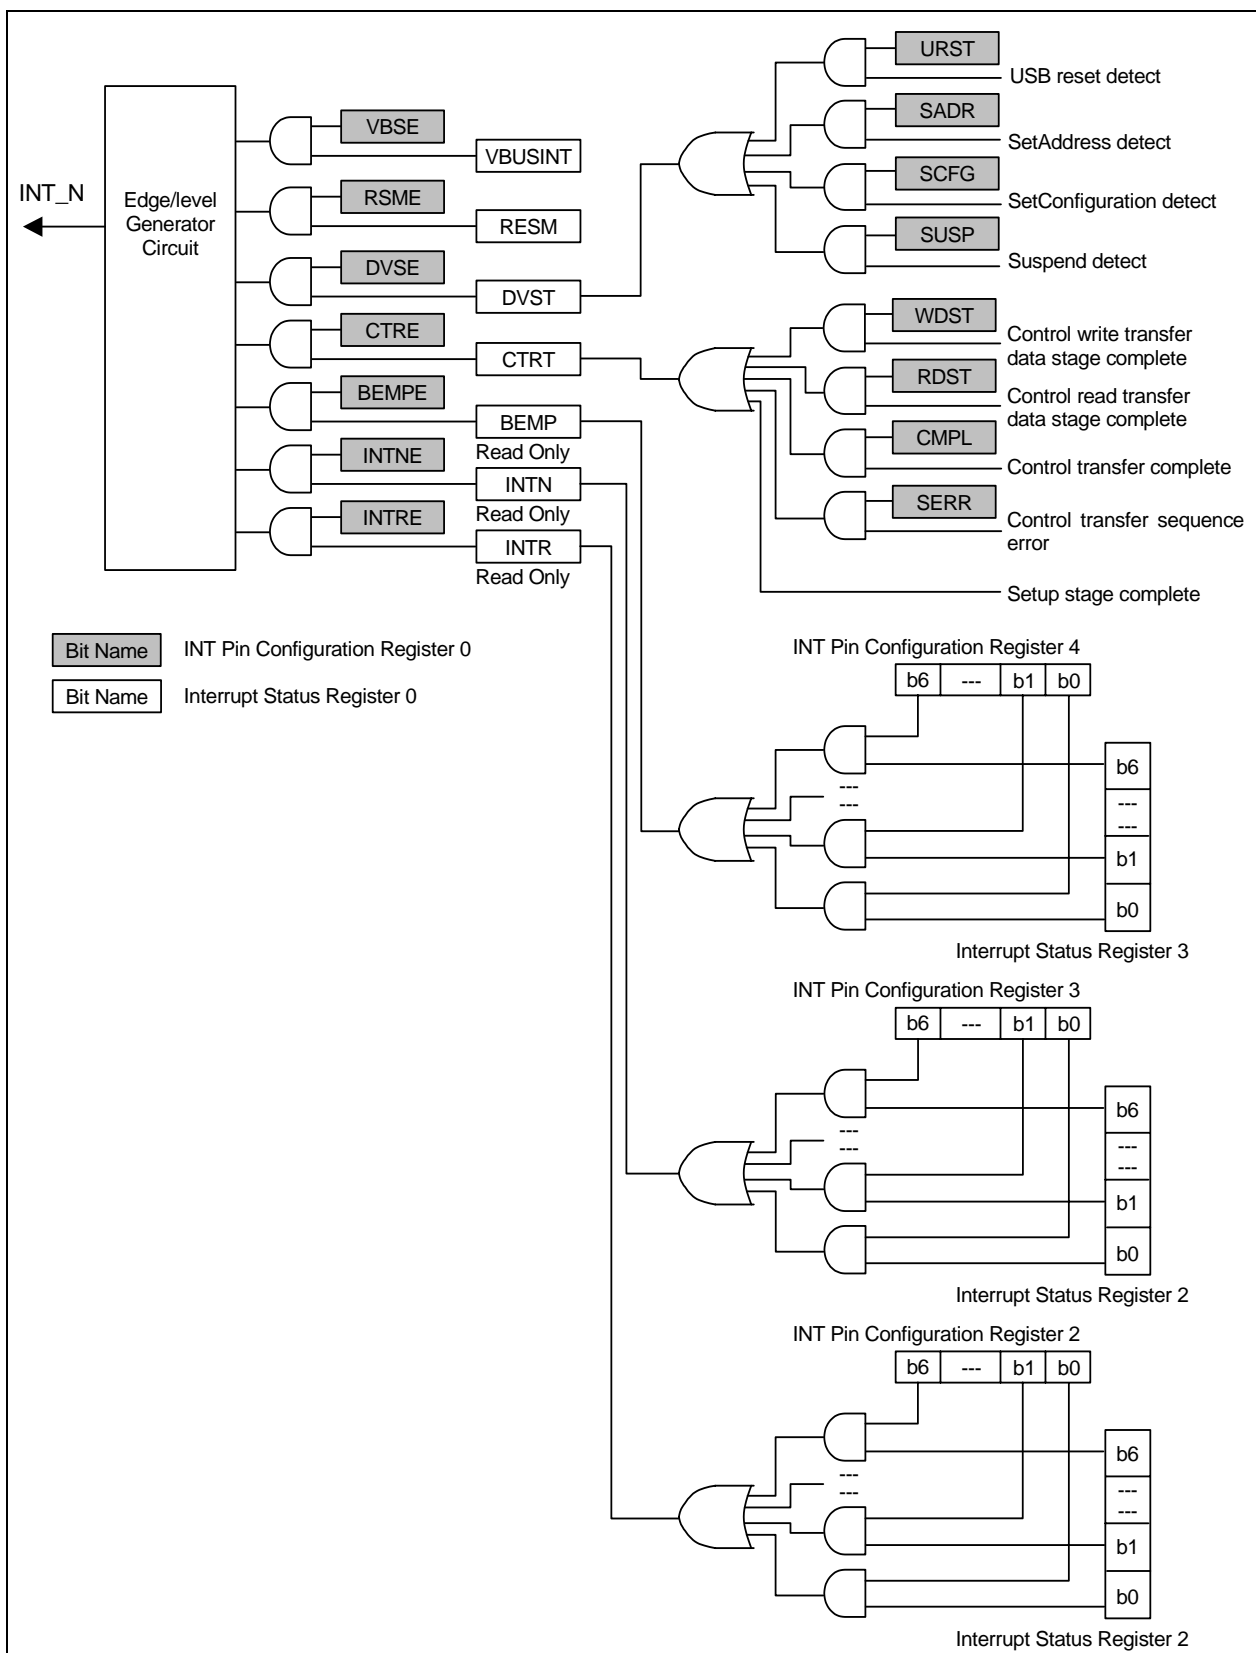 INT_N
Edge/level
Generator
Circuit
VBSE
VBUSINT
RSME
RESM
DVSE
DVST
CTRE
CTRT
BEMPE
BEMP
Read Only
INTNE
INTN
Read Only
INTRE
INTR
Read Only
URST
USB reset detect
SADR
SetAddress detect
SCFG
SetConfiguration detect
SUSP
Suspend detect
WDST
Control write transfer
data stage complete
RDST
Control read transfer
data stage complete
CMPL
Control transfer complete
SERR
Control transfer sequence
error
Setup stage complete
Bit Name INT Pin Configuration Register 0
Bit Name Interrupt Status Register 0
INT Pin Configuration Register 4
b6 --- b1 b0
b6
---
---
---
---
b1
b0
Interrupt Status Register 3
INT Pin Configuration Register 3
b6 --- b1 b0
b6
---
---
---
---
b1
b0
Interrupt Status Register 2
INT Pin Configuration Register 2
b6 --- b1 b0
b6
---
---
---
---
b1
b0
Interrupt Status Register 2